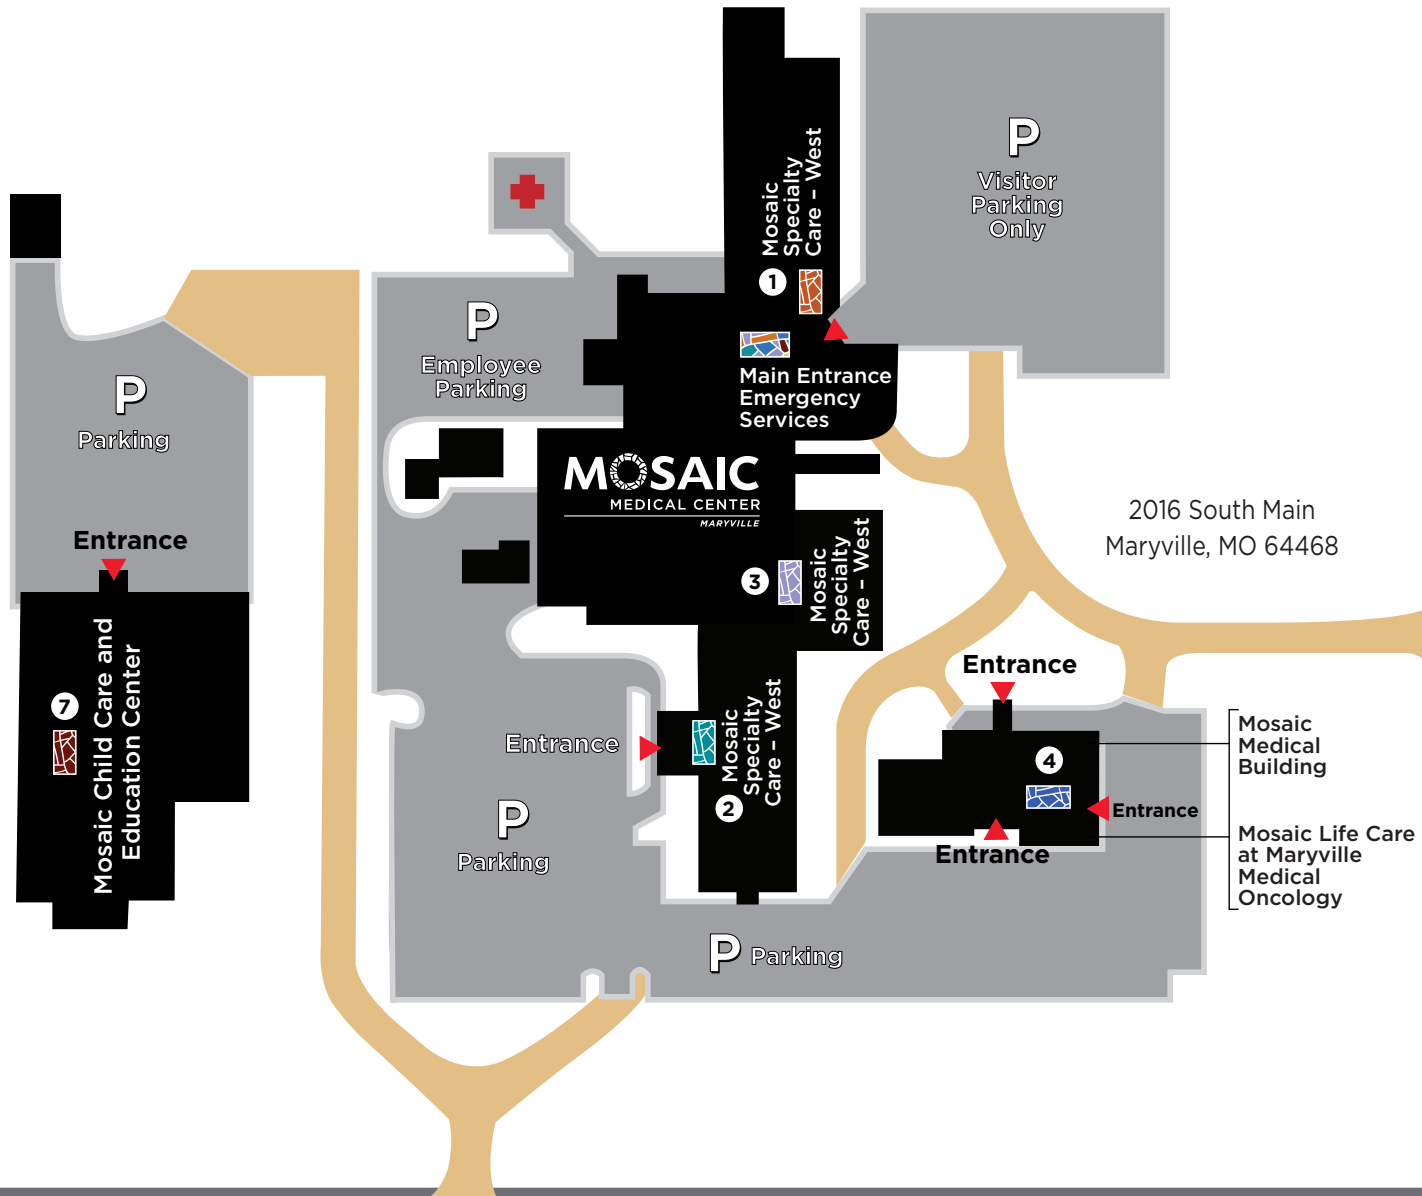 P
Visitor
Parking
Only
Mosaic
Specialty
Care – West
1
P
Employee
Parking
Main Entrance
Emergency
Services
P
Parking
Entrance
MOSAIC
MEDICAL CENTER
MARYVILLE
2016 South Main
Maryville, MO 64468
3
Mosaic
Specialty
Care – West
7
Mosaic Child Care and
Education Center
Entrance
Mosaic
Specialty
Care – West
2
Entrance
4
Entrance
Entrance
Mosaic
Medical
Building
Mosaic Life Care
at Maryville
Medical
Oncology
P
Parking
P Parking